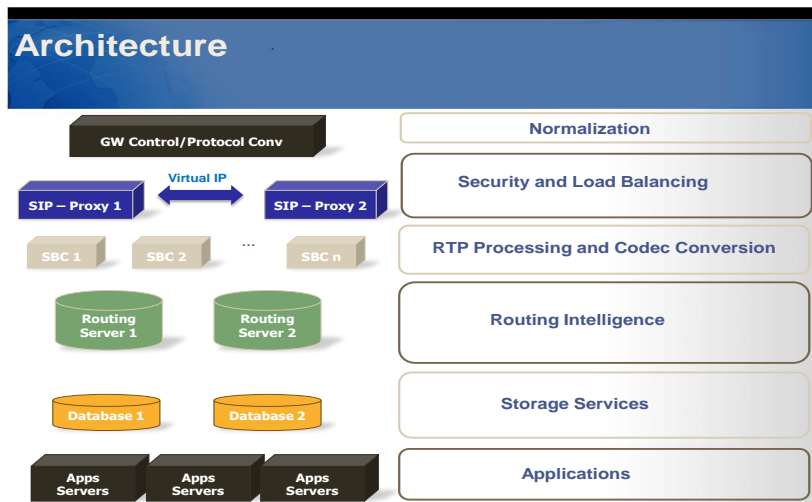 Architecture
GW Control/Protocol Conv
Normalization
Virtual IP
SIP – Proxy 1
SIP – Proxy 2
Security and Load Balancing
SBC 1
SBC 2
...
SBC n
RTP Processing and Codec Conversion
Routing
Server 1
Routing
Server 2
Routing Intelligence
Database 1
Database 2
Storage Services
Apps
Servers
Apps
Servers
Apps
Servers
Applications